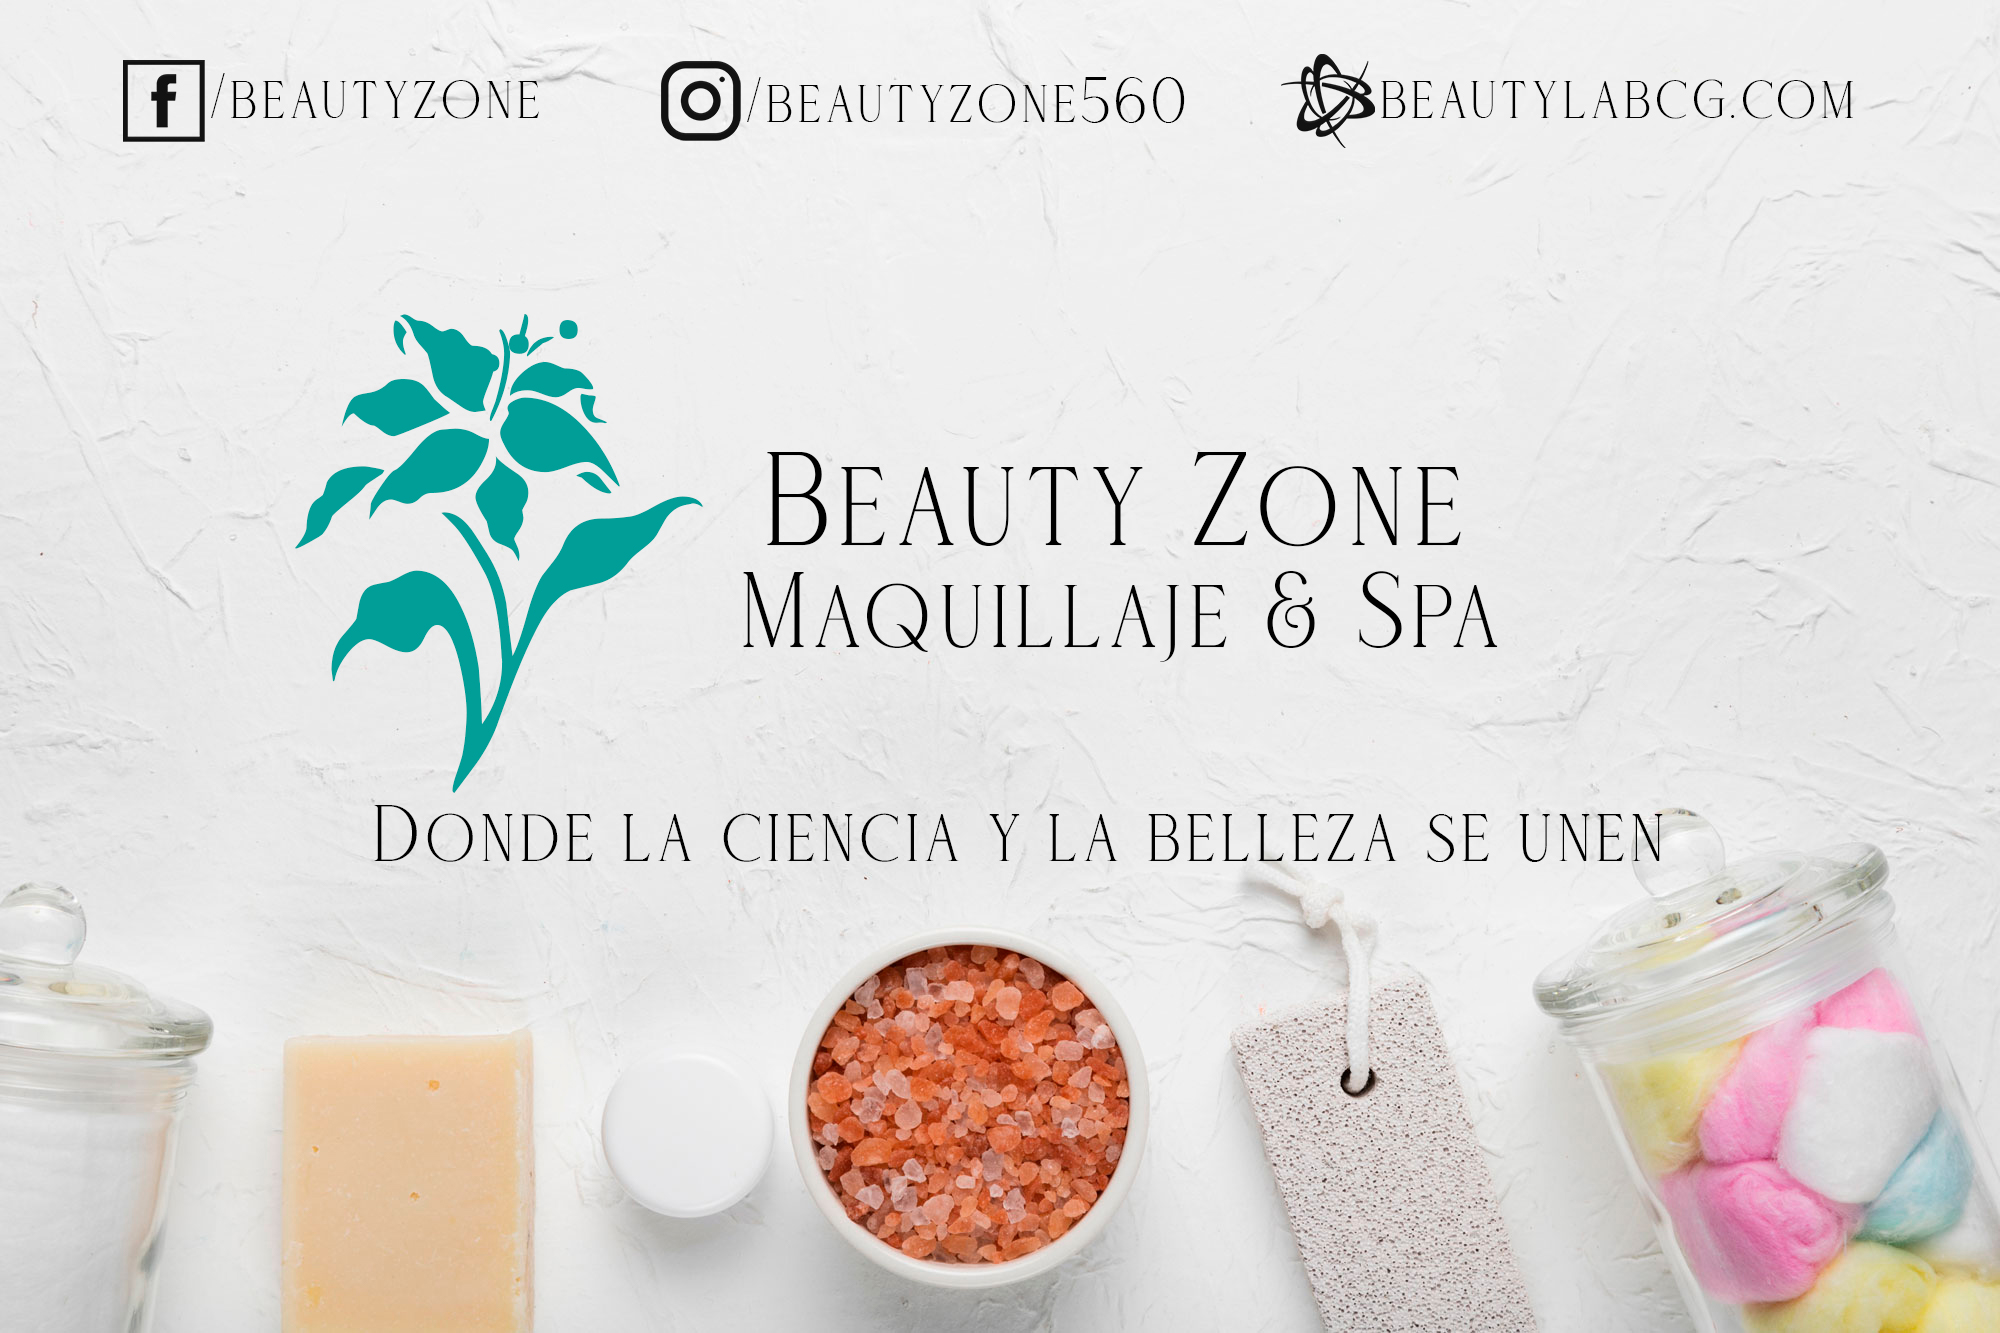 /BEAUTYZONE
/BEAUTYZONE560
BEAUTYLABCG.COM
BEAUTY ZONE
MAQUILLAJE & SPA
DONDE LA CIENCIA Y LA BELLEZA SE UNEN